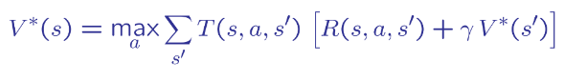 V*(s) = max_a ∑_{s′} T(s, a, s′) [R(s, a, s′) + γ V*(s′)]